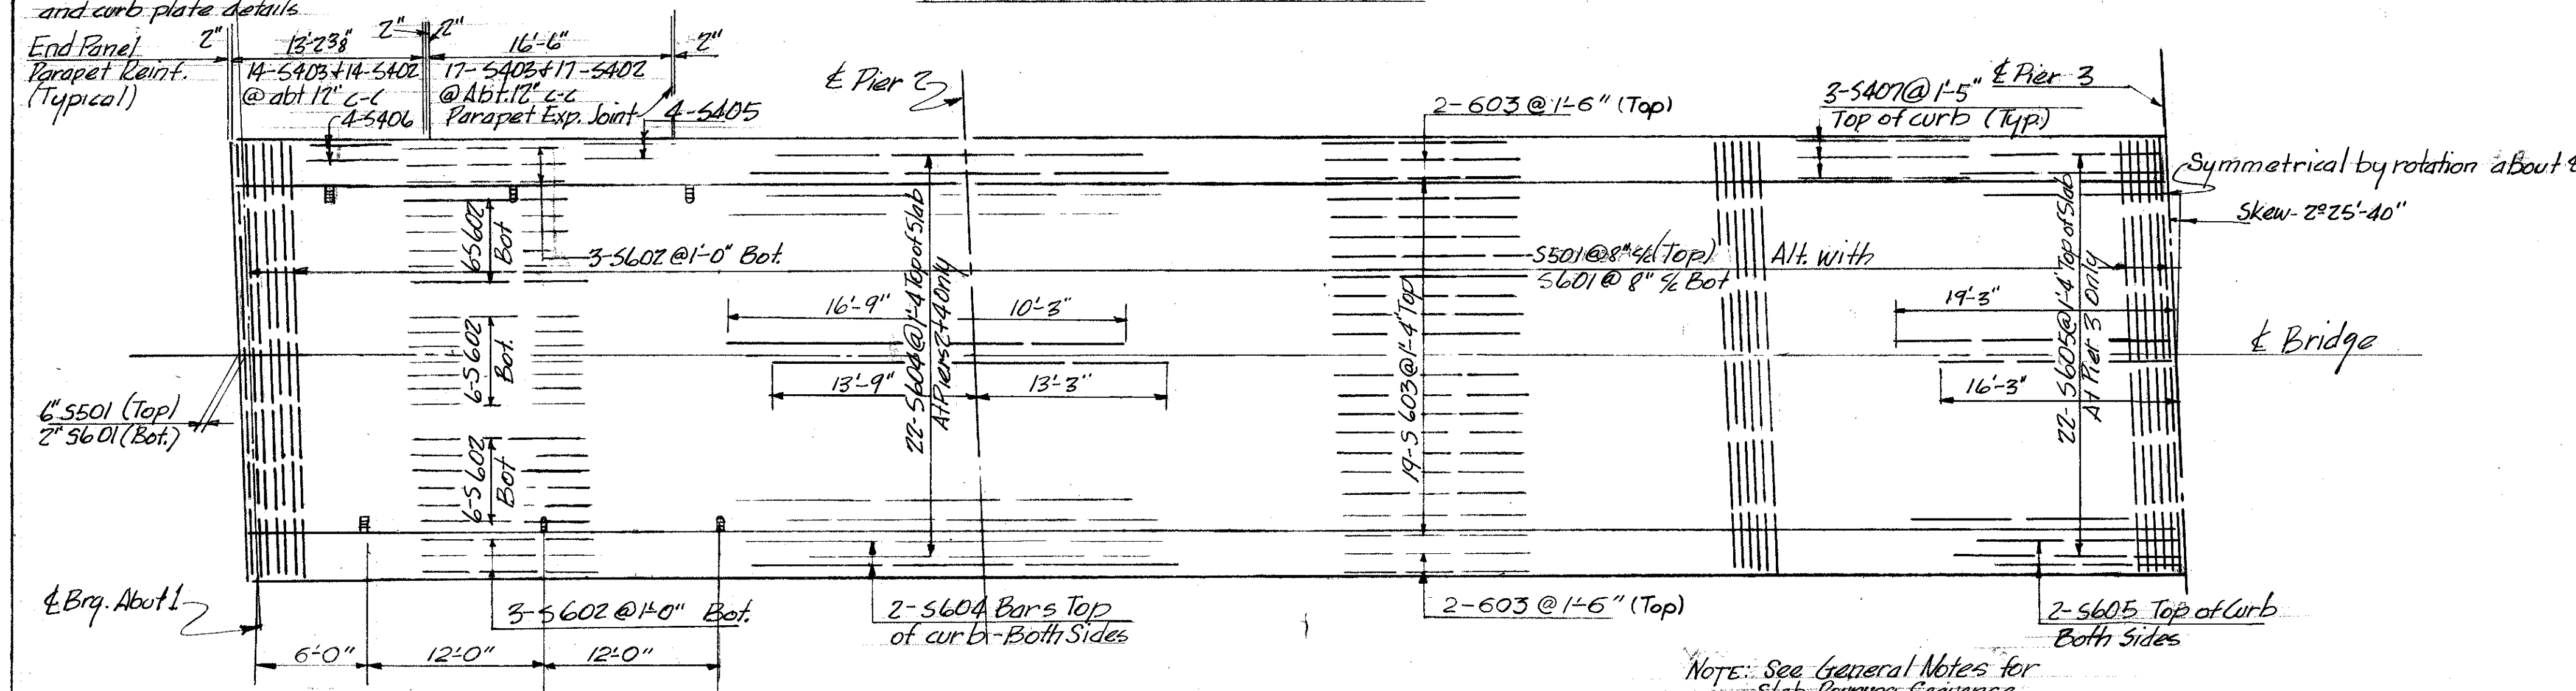 and curb plate details
End Panel
Parapet Reinf.
(Typical)
2"
13'-2 3/8"
2"
2"
16'-6"
2"
14-S403+14-S402
@ abt 12" c-c
17-S403+17-S402
@ Abt. 12" c-c
Parapet Exp. Joint
4-S406
4-S405
℄ Pier 2
2-603 @ 1'-6" (Top)
3-S407 @ 1'-5"
Top of curb (Typ.)
℄ Pier 3
Symmetrical by rotation about ℄
Skew- 2°25'-40"
6S602
Bot
3-S602 @ 1'-0" Bot.
22-S604 @ 1'-4" Top of Slab
At Piers 2+4 Only
S501 @ 8" c/c (Top)
S601 @ 8" c/c Bot
Alt. with
22-S605 @ 1'-4" Top of Slab
At Pier 3 Only
16'-9"
10'-3"
19'-3"
6-S602
Bot.
19-S603 @ 1'-4" Top
℄ Bridge
13'-9"
13'-3"
16'-3"
6" S501 (Top)
2" S601 (Bot.)
6-S602
Bot
℄ Brg. Abut 1
3-S602 @ 1'-0" Bot.
2-S604 Bars Top
of curb-Both Sides
2-603 @ 1'-6" (Top)
2-S605 Top of Curb
Both Sides
6'-0"
12'-0"
12'-0"
NOTE: See General Notes for
Slab Pouring Sequence